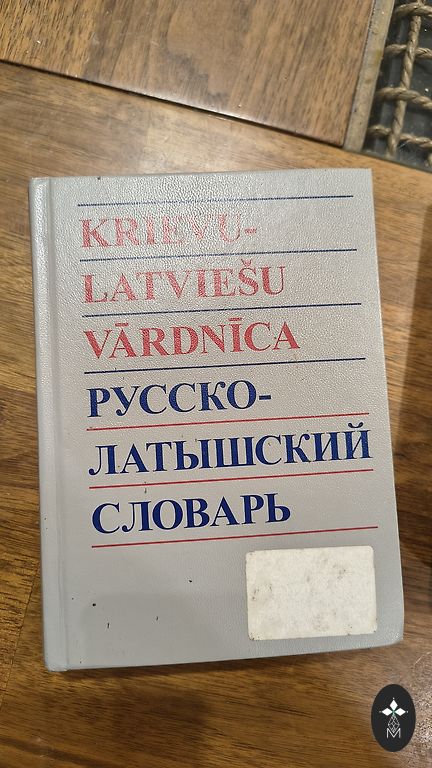 KRIEVU-
LATVIEŠU
VĀRDNĪCA
РУССКО-
ЛАТЫШСКИЙ
СЛОВАРЬ